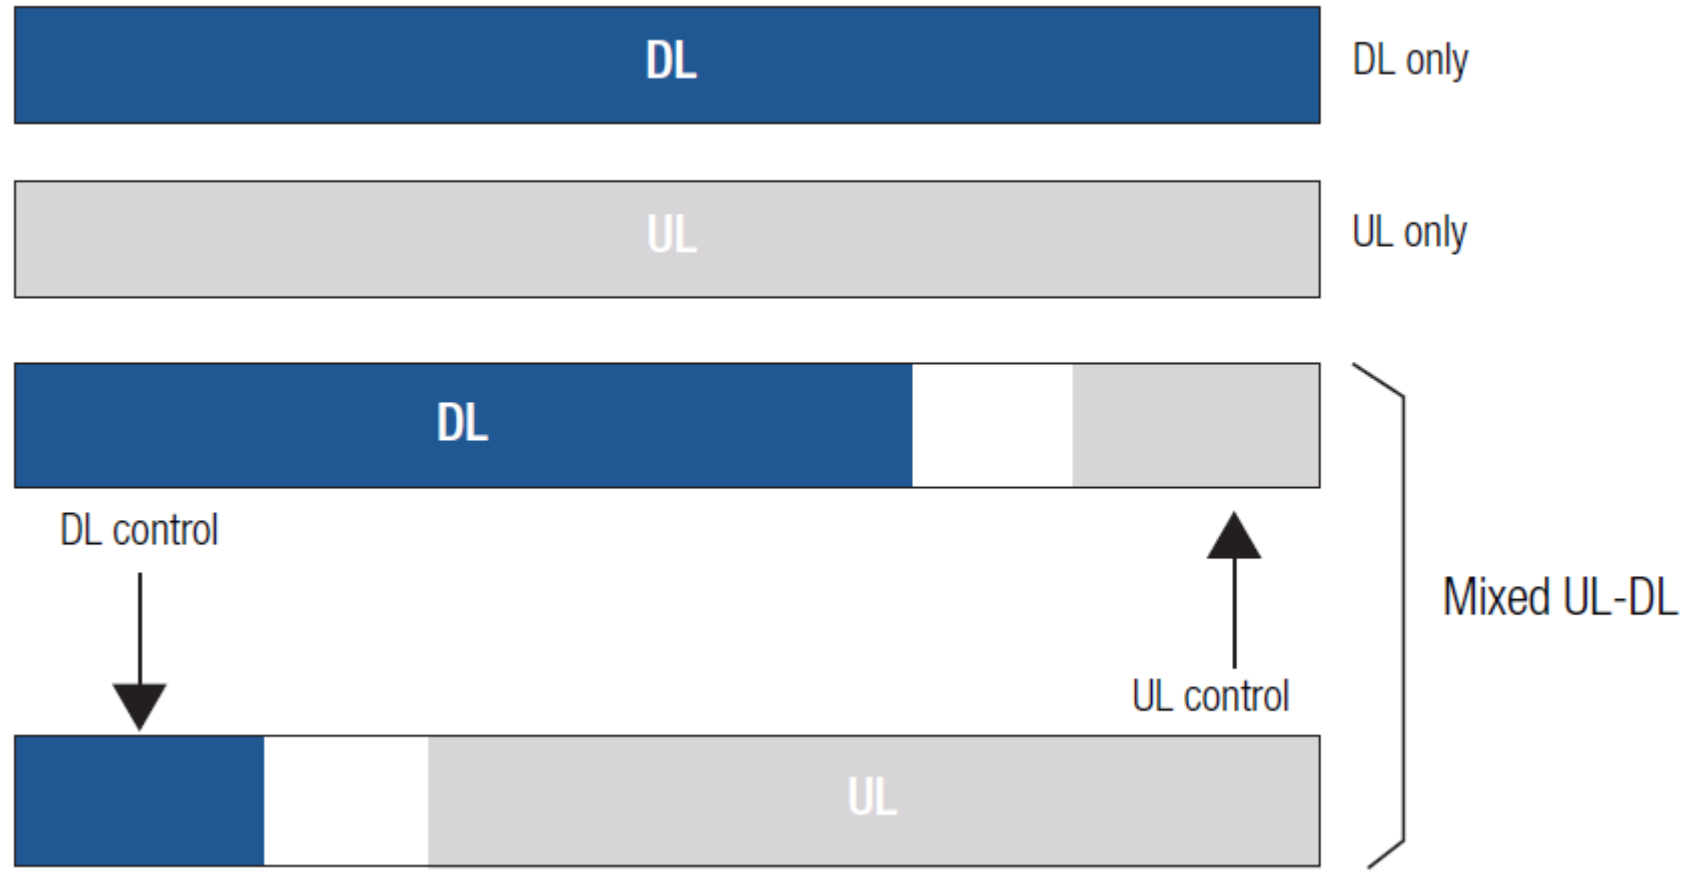 DL
DL only
UL
UL only
DL
DL control
Mixed UL-DL
UL control
UL